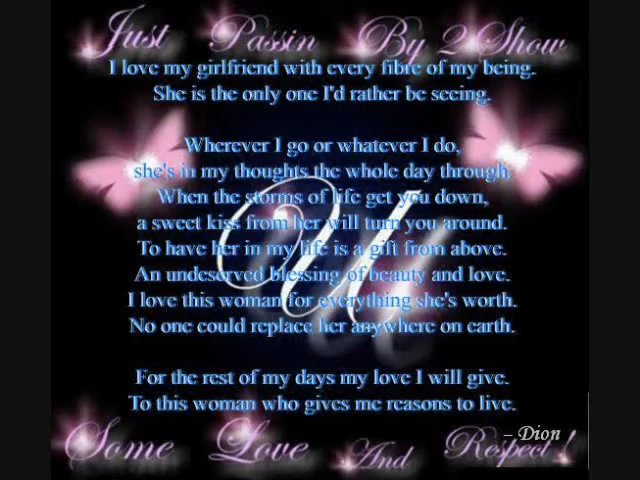 Just Passin By 2 Show
I love my girlfriend with every fibre of my being.
She is the only one I'd rather be seeing.
Wherever I go or whatever I do,
she's in my thoughts the whole day through.
When the storms of life get you down,
a sweet kiss from her will turn you around.
To have her in my life is a gift from above.
An undeserved blessing of beauty and love.
I love this woman for everything she's worth.
No one could replace her anywhere on earth.
U
For the rest of my days my love I will give.
To this woman who gives me reasons to live.
– Dion
Some Love And Respect!